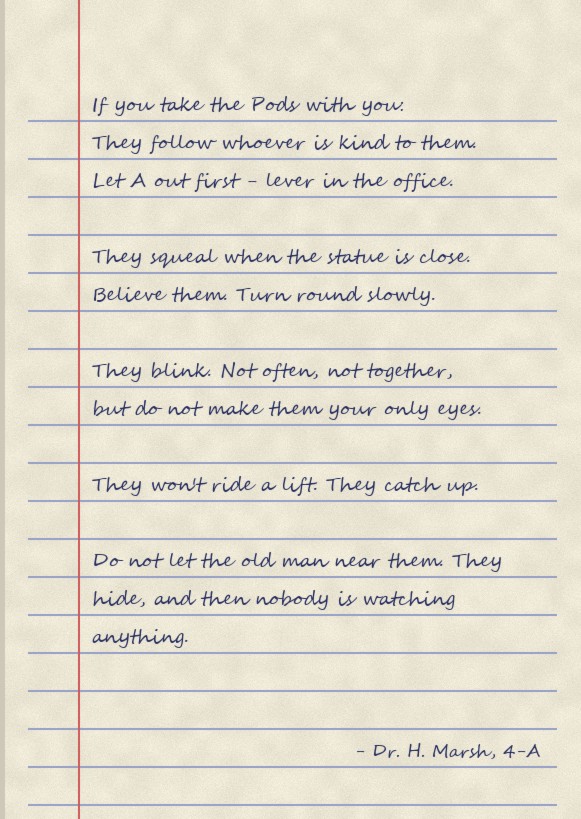 If you take the Pods with you:
They follow whoever is kind to them.
Let A out first - lever in the office.
They squeal when the statue is close.
Believe them. Turn round slowly.
They blink. Not often, not together,
but do not make them your only eyes.
They won't ride a lift. They catch up.
Do not let the old man near them. They
hide, and then nobody is watching
anything.
- Dr. H. Marsh, 4-A